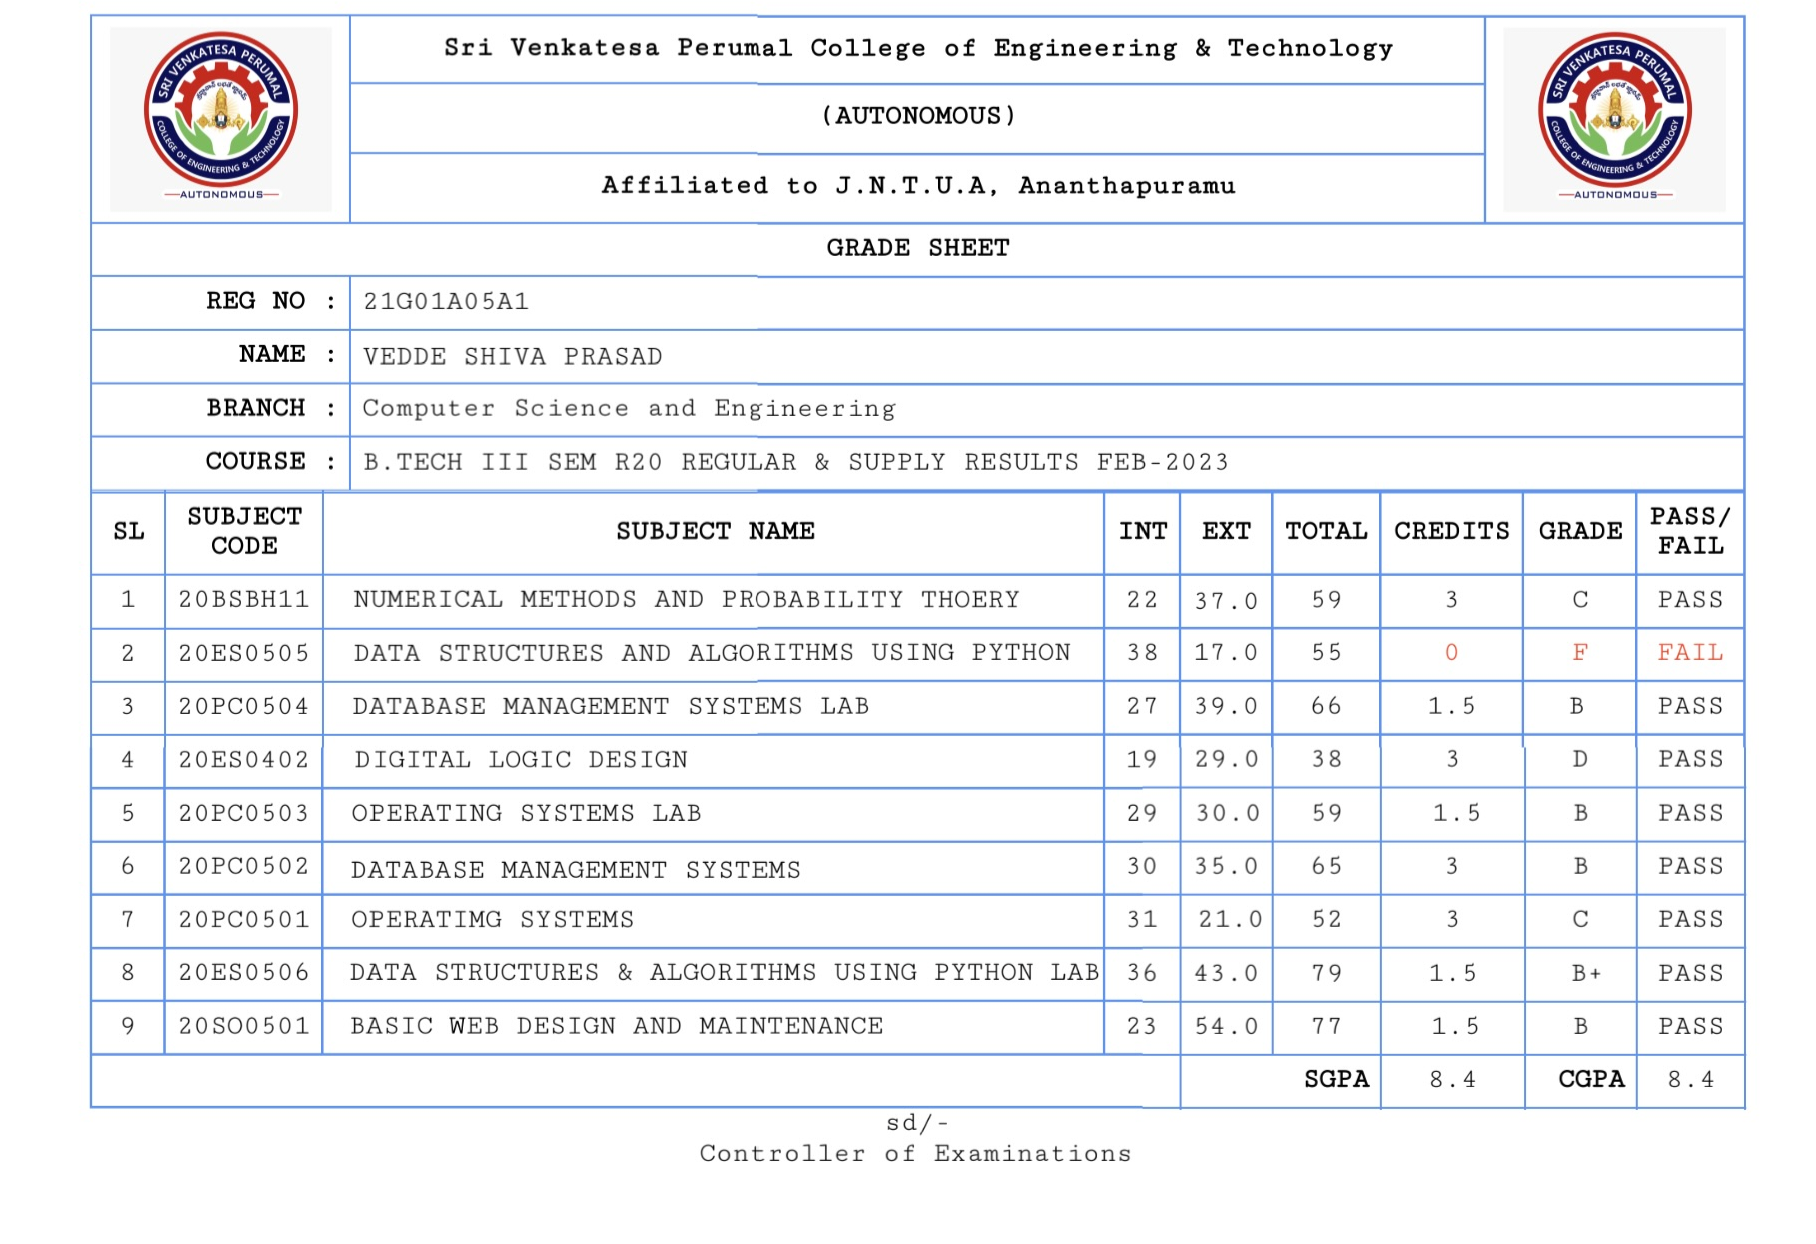 SRI VENKATESA PERUMAL
COLLEGE OF ENGINEERING & TECHNOLOGY
AUTONOMOUS
Sri Venkatesa Perumal College of Engineering & Technology
(AUTONOMOUS)
Affiliated to J.N.T.U.A, Ananthapuramu
SRI VENKATESA PERUMAL
COLLEGE OF ENGINEERING & TECHNOLOGY
AUTONOMOUS
GRADE SHEET
REG NO : 21G01A05A1
NAME : VEDDE SHIVA PRASAD
BRANCH : Computer Science and Engineering
COURSE : B.TECH III SEM R20 REGULAR & SUPPLY RESULTS FEB-2023
SL SUBJECT CODE SUBJECT NAME INT EXT TOTAL CREDITS GRADE PASS/ FAIL
1 20BSBH11 NUMERICAL METHODS AND PROBABILITY THOERY 22 37.0 59 3 C PASS
2 20ES0505 DATA STRUCTURES AND ALGORITHMS USING PYTHON 38 17.0 55 0 F FAIL
3 20PC0504 DATABASE MANAGEMENT SYSTEMS LAB 27 39.0 66 1.5 B PASS
4 20ES0402 DIGITAL LOGIC DESIGN 19 29.0 38 3 D PASS
5 20PC0503 OPERATING SYSTEMS LAB 29 30.0 59 1.5 B PASS
6 20PC0502 DATABASE MANAGEMENT SYSTEMS 30 35.0 65 3 B PASS
7 20PC0501 OPERATIMG SYSTEMS 31 21.0 52 3 C PASS
8 20ES0506 DATA STRUCTURES & ALGORITHMS USING PYTHON LAB 36 43.0 79 1.5 B+ PASS
9 20SO0501 BASIC WEB DESIGN AND MAINTENANCE 23 54.0 77 1.5 B PASS
SGPA 8.4 CGPA 8.4
sd/-
Controller of Examinations